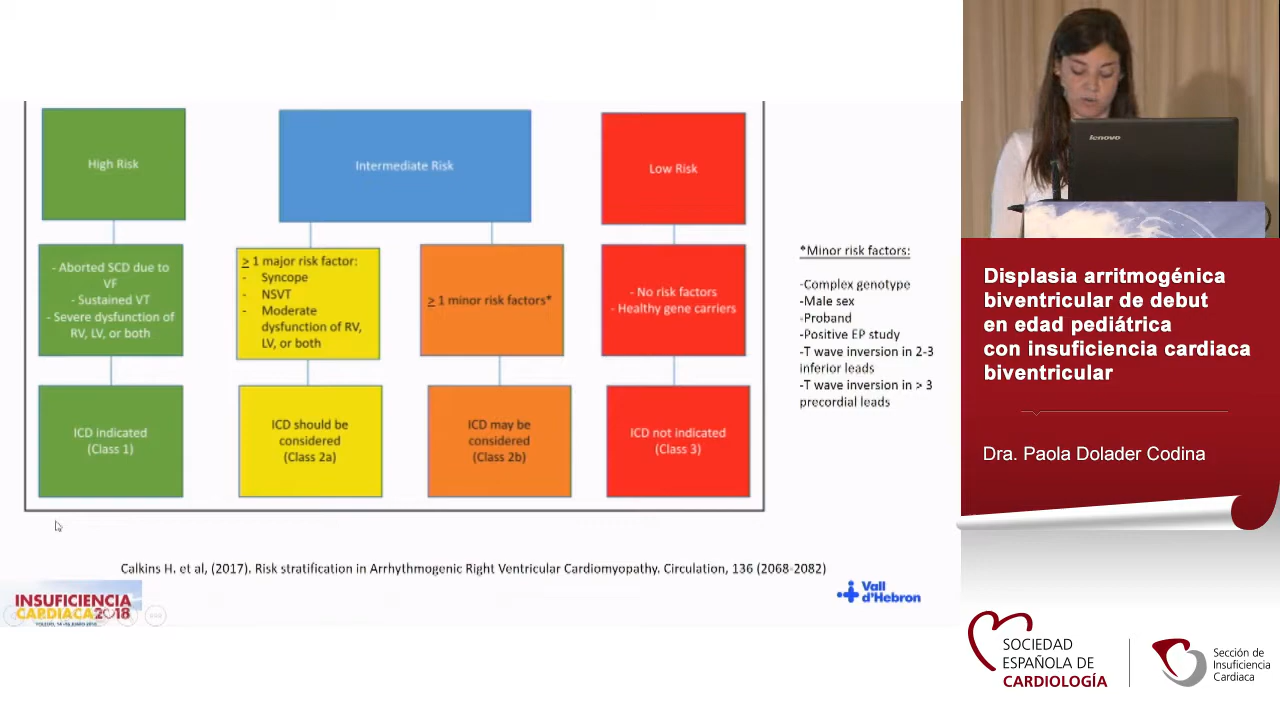 High Risk
Intermediate Risk
Low Risk
- Aborted SCD due to
VF
- Sustained VT
- Severe dysfunction of
RV, LV, or both
> 1 major risk factor:
- Syncope
- NSVT
- Moderate
dysfunction of RV,
LV, or both
> 1 minor risk factors*
- No risk factors
- Healthy gene carriers
ICD indicated
(Class 1)
ICD should be
considered
(Class 2a)
ICD may be
considered
(Class 2b)
ICD not indicated
(Class 3)
*Minor risk factors:
-Complex genotype
-Male sex
-Proband
-Positive EP study
-T wave inversion in 2-3
inferior leads
-T wave inversion in > 3
precordial leads
Calkins H. et al, (2017). Risk stratification in Arrhythmogenic Right Ventricular Cardiomyopathy. Circulation, 136 (2068-2082)
INSUFICIENCIA
CARDIACA2018
TOLEDO, 14-16 JUNIO 2018
Vall
d'Hebron
lenovo
Displasia arritmogénica
biventricular de debut
en edad pediátrica
con insuficiencia cardiaca
biventricular
Dra. Paola Dolader Codina
SOCIEDAD
ESPAÑOLA DE
CARDIOLOGÍA
Sección de
Insuficiencia
Cardiaca